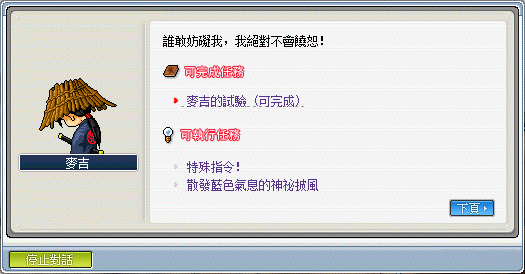 誰敢妨礙我，我絕對不會饒恕！
可完成任務
麥吉的試驗 (可完成)
可執行任務
特殊指令！
散發藍色氣息的神祕披風
麥吉
下頁
停止對話